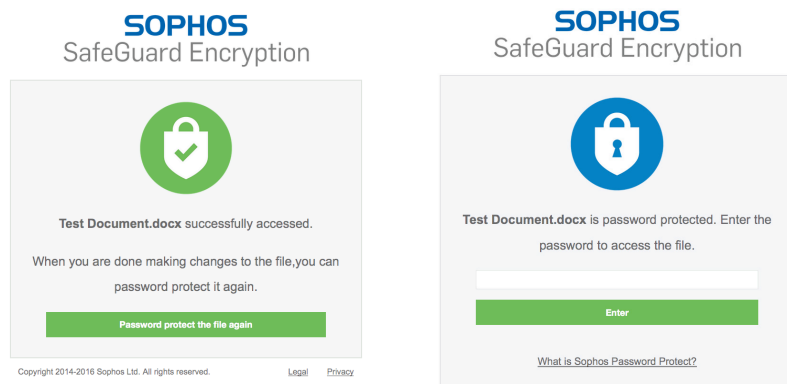 SOPHOS
SafeGuard Encryption
Test Document.docx successfully accessed.
When you are done making changes to the file,you can
password protect it again.
Password protect the file again
Copyright 2014-2016 Sophos Ltd. All rights reserved.
Legal
Privacy
SOPHOS
SafeGuard Encryption
Test Document.docx is password protected. Enter the
password to access the file.
Enter
What is Sophos Password Protect?